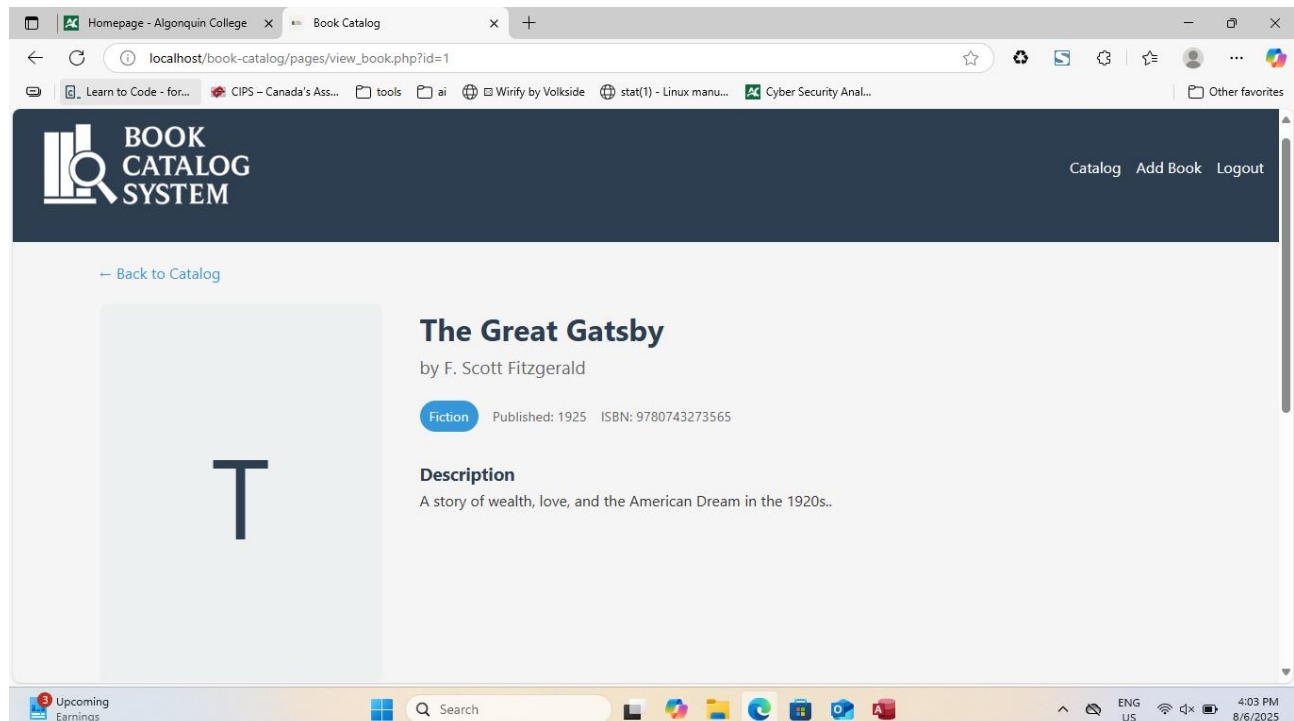 Homepage - Algonquin College
Book Catalog
localhost/book-catalog/pages/view_book.php?id=1
Learn to Code - for... CIPS – Canada's Ass... tools ai Wirify by Volkside stat(1) - Linux manu... Cyber Security Anal... Other favorites
BOOK
CATALOG
SYSTEM
Catalog Add Book Logout
← Back to Catalog
T
The Great Gatsby
by F. Scott Fitzgerald
Fiction Published: 1925 ISBN: 9780743273565
Description
A story of wealth, love, and the American Dream in the 1920s..
3
Upcoming
Earnings
Search
ENG
US
4:03 PM
8/6/2025